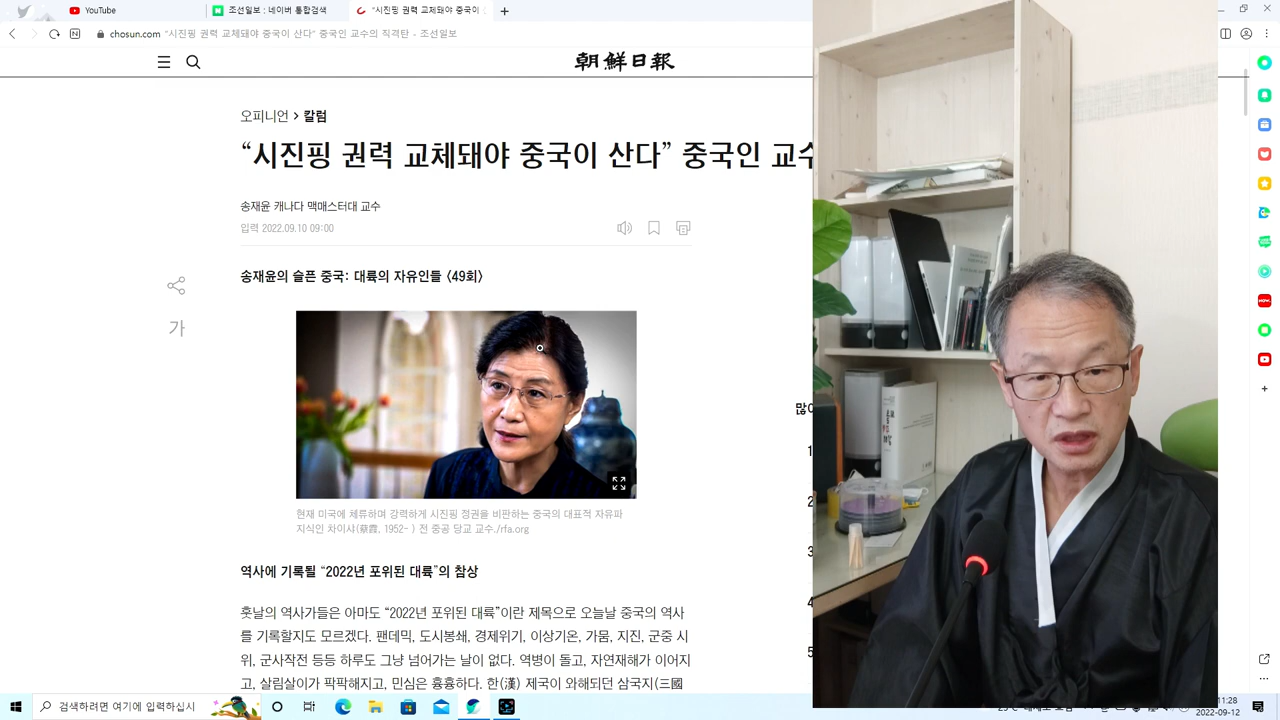 YouTube
조선일보 : 네이버 통합검색
“시진핑 권력 교체돼야 중국이
chosun.com “시진핑 권력 교체돼야 중국이 산다” 중국인 교수의 직격탄 - 조선일보
朝鮮日報
오피니언 > 칼럼
“시진핑 권력 교체돼야 중국이 산다” 중국인 교수
송재윤 캐나다 맥매스터대 교수
입력 2022.09.10 09:00
송재윤의 슬픈 중국: 대륙의 자유인들 <49회>
가
현재 미국에 체류하며 강력하게 시진핑 정권을 비판하는 중국의 대표적 자유파
지식인 차이샤(蔡霞, 1952- ) 전 중공 당교 교수./rfa.org
역사에 기록될 “2022년 포위된 대륙”의 참상
훗날의 역사가들은 아마도 “2022년 포위된 대륙”이란 제목으로 오늘날 중국의 역사
를 기록할지도 모르겠다. 팬데믹, 도시봉쇄, 경제위기, 이상기온, 가뭄, 지진, 군중 시
위, 군사작전 등등 하루도 그냥 넘어가는 날이 없다. 역병이 돌고, 자연재해가 이어지
고, 살림살이가 팍팍해지고, 민심은 흉흉하다. 한(漢) 제국이 와해되던 삼국지(三國
많이
1
2
3
4
5
검색하려면 여기에 입력하십시
11:28
2022-09-12